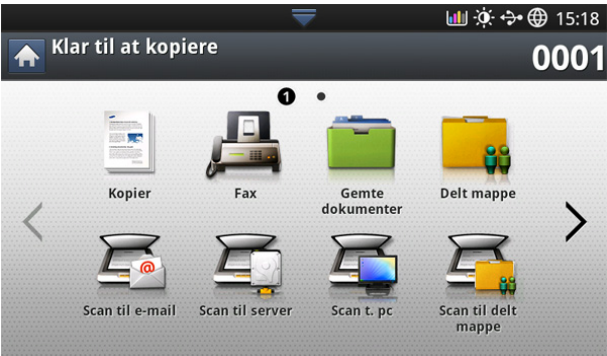 15:18
Klar til at kopiere
0001
1
Kopier
Fax
Gemte
dokumenter
Delt mappe
@
Scan til e-mail
Scan til server
Scan t. pc
Scan til delt
mappe